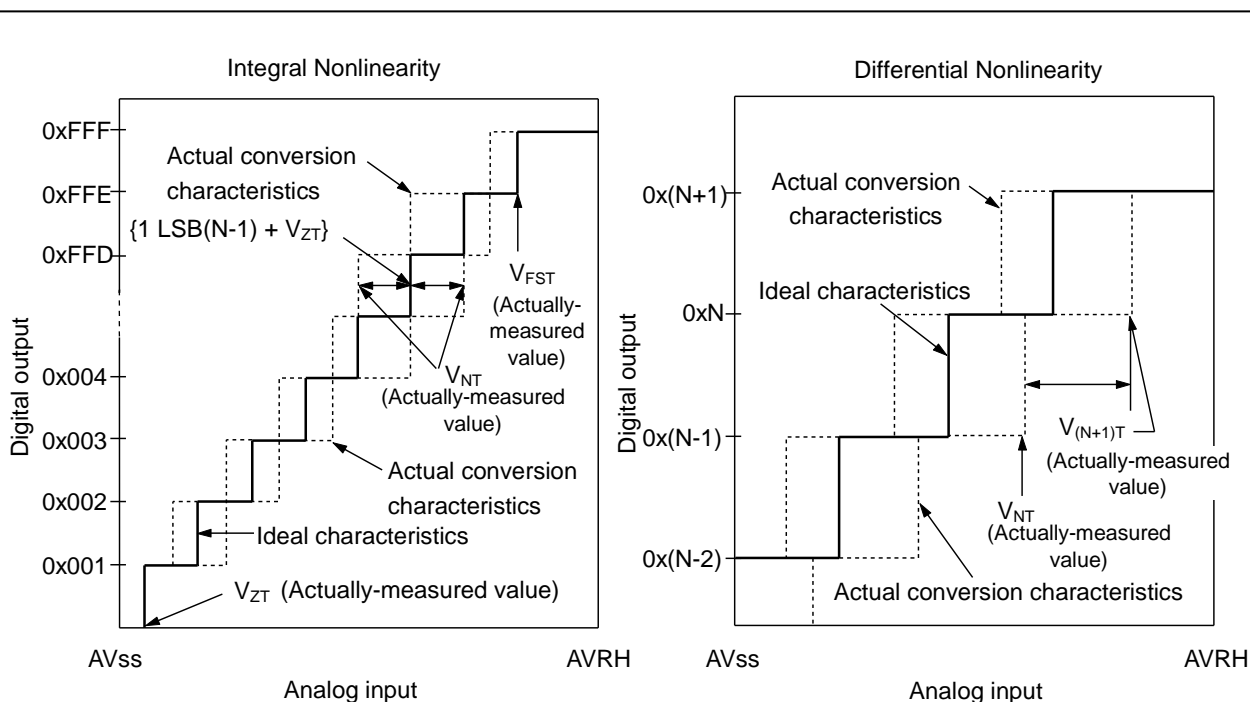 Integral Nonlinearity
0xFFF
0xFFE
0xFFD
0x004
0x003
0x002
0x001
Digital output
Actual conversion
characteristics
{1 LSB(N-1) + VZT}
VFST
(Actually-
measured
value)
VNT
(Actually-measured
value)
Actual conversion
characteristics
Ideal characteristics
VZT (Actually-measured value)
AVss
AVRH
Analog input
Differential Nonlinearity
0x(N+1)
0xN
0x(N-1)
0x(N-2)
Digital output
Actual conversion
characteristics
Ideal characteristics
V(N+1)T
(Actually-measured
value)
VNT
(Actually-measured
value)
Actual conversion characteristics
AVss
AVRH
Analog input